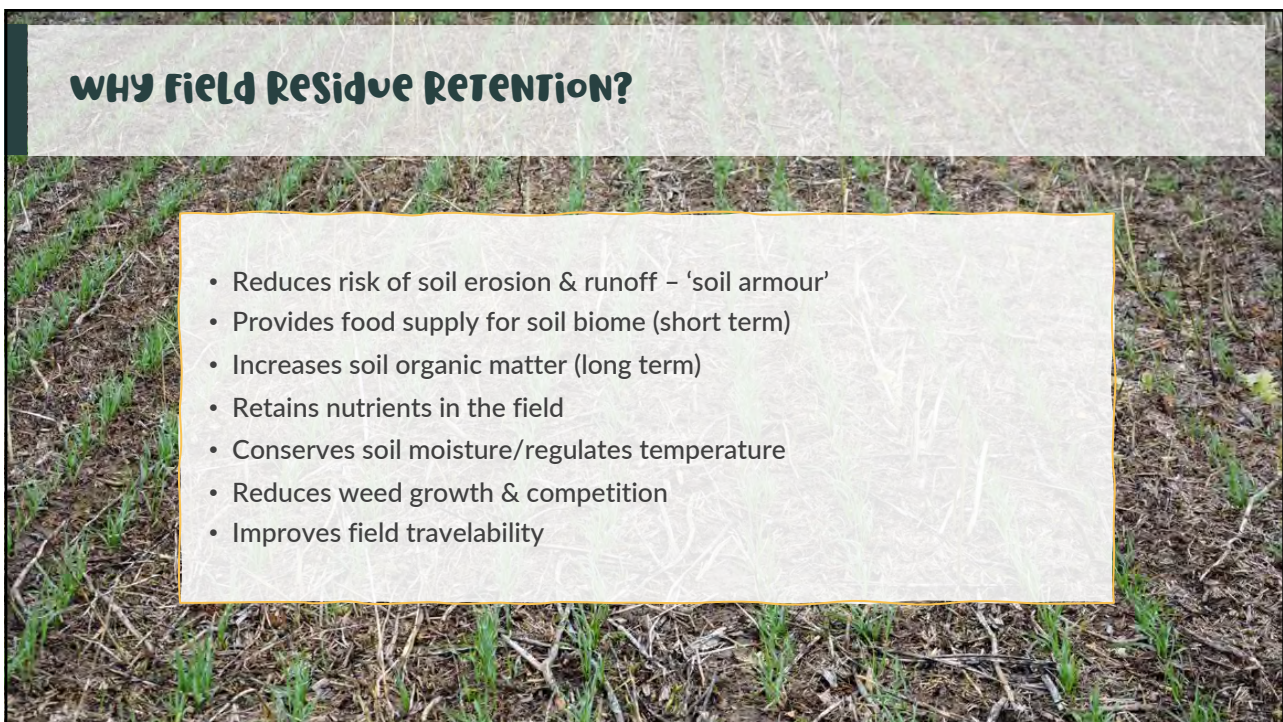 Why Field Residue Retention?
• Reduces risk of soil erosion & runoff – ‘soil armour’
• Provides food supply for soil biome (short term)
• Increases soil organic matter (long term)
• Retains nutrients in the field
• Conserves soil moisture/regulates temperature
• Reduces weed growth & competition
• Improves field travelability